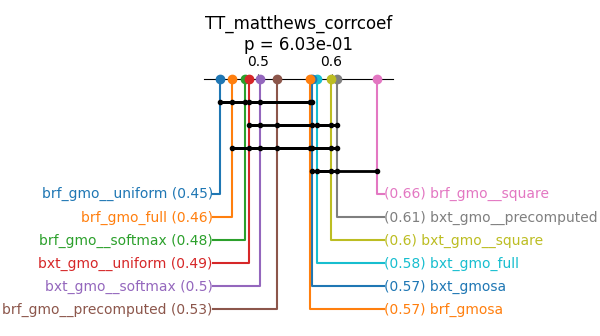 TT_matthews_corrcoef
p = 6.03e-01
0.5 0.6
brf_gmo__uniform (0.45) (0.66) brf_gmo__square
brf_gmo_full (0.46) (0.61) bxt_gmo__precomputed
brf_gmo__softmax (0.48) (0.6) bxt_gmo__square
bxt_gmo__uniform (0.49) (0.58) bxt_gmo_full
bxt_gmo__softmax (0.5) (0.57) bxt_gmosa
brf_gmo__precomputed (0.53) (0.57) brf_gmosa